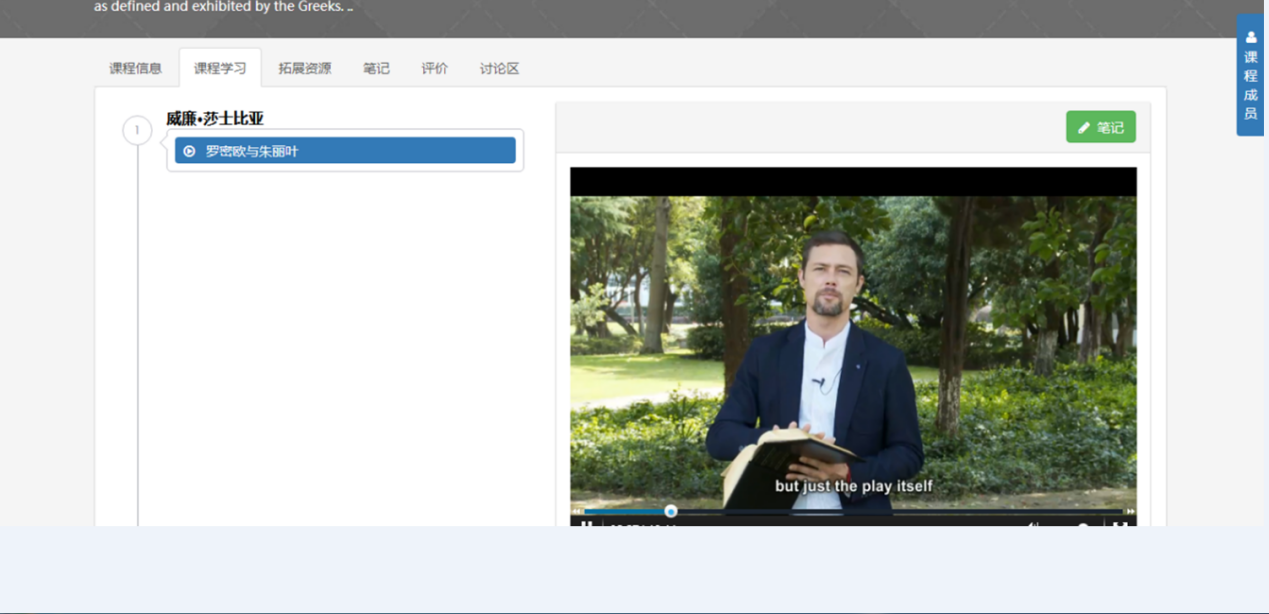 as defined and exhibited by the Greeks. ..
课程信息
课程学习
拓展资源
笔记
评价
讨论区
课程成员
1
威廉•莎士比亚
罗密欧与朱丽叶
笔记
but just the play itself